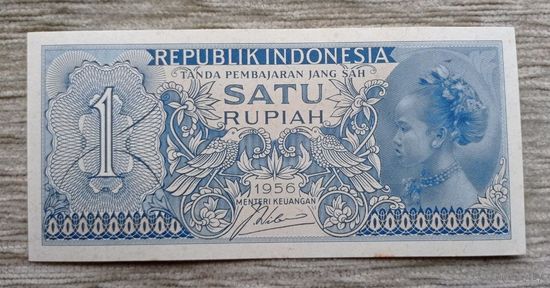 REPUBLIK INDONESIA
TANDA PEMBAJARAN JANG SAH
SATU
RUPIAH
1
1956
MENTERI KEUANGAN